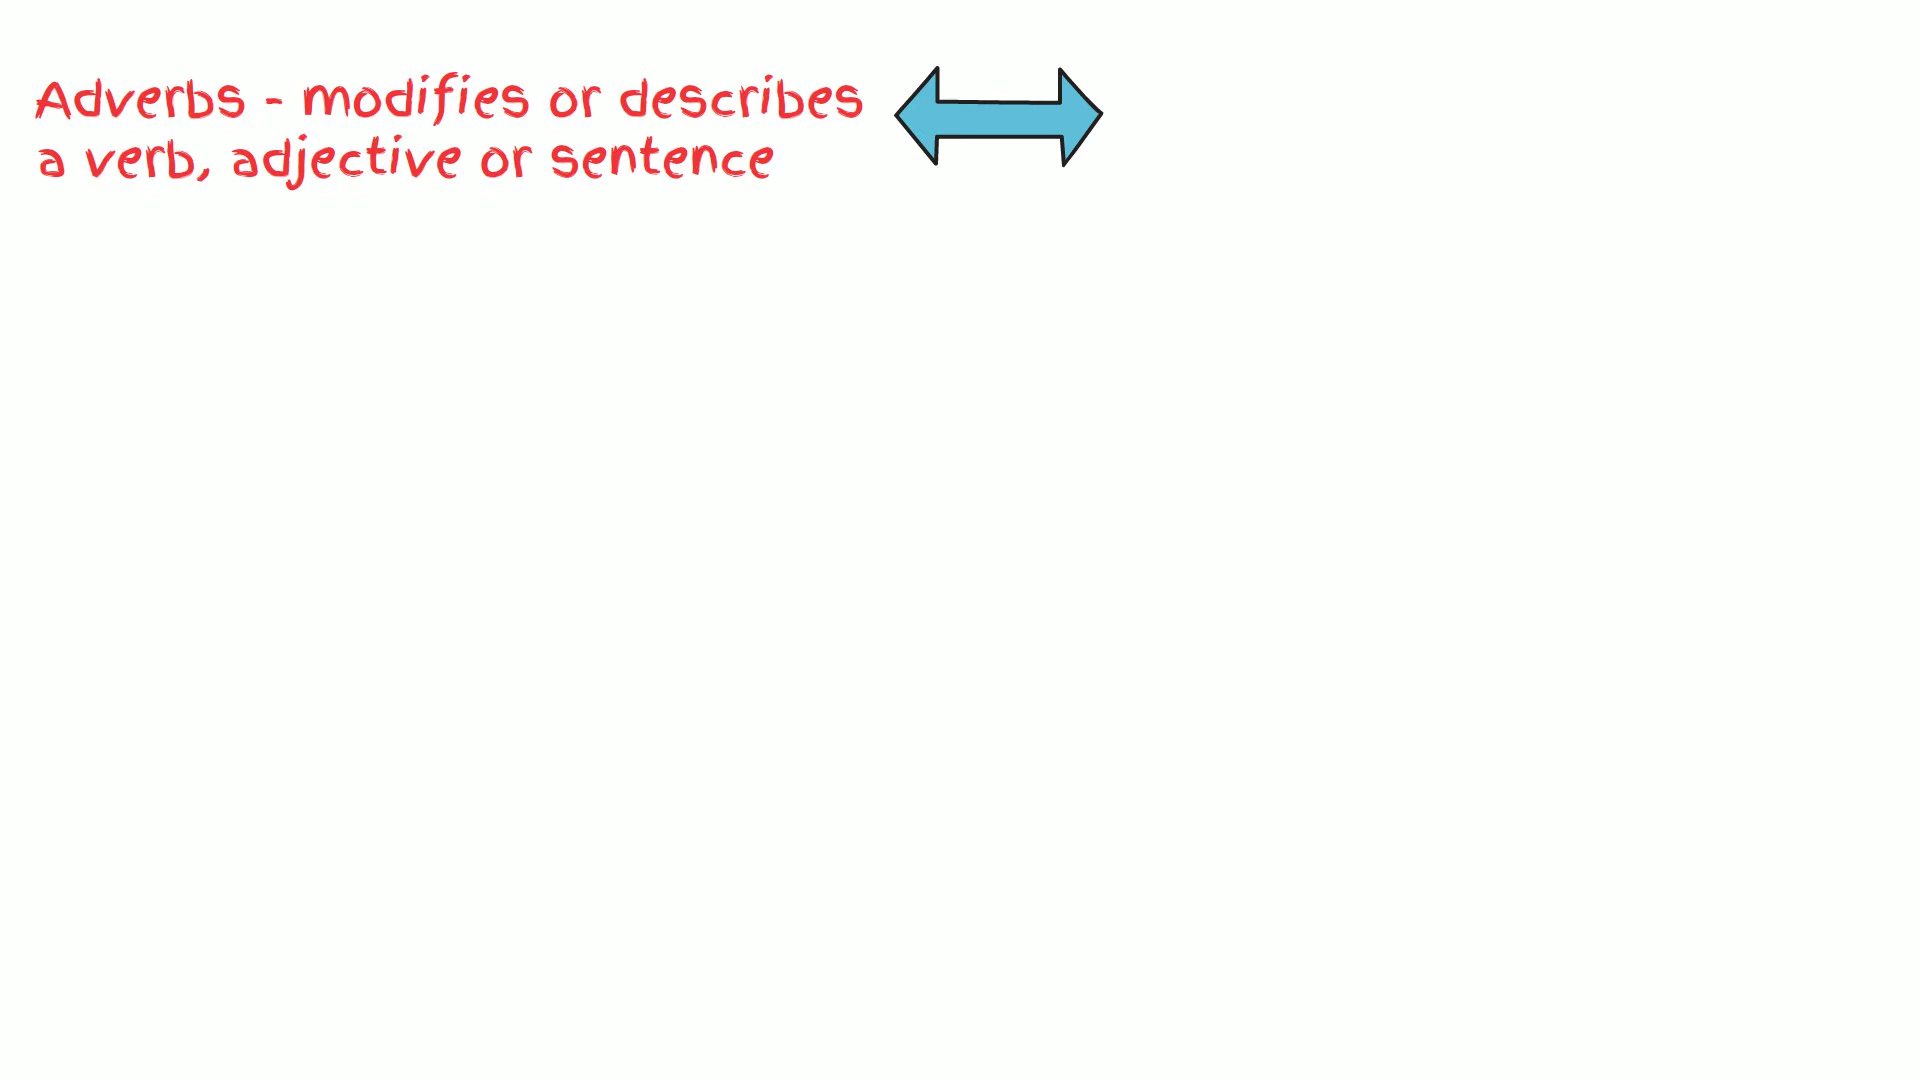 Adverbs - modifies or describes
a verb, adjective or sentence